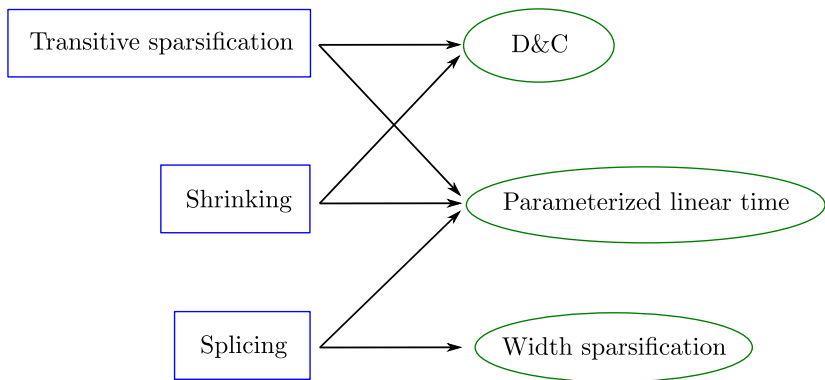 Transitive sparsification
D&C
Shrinking
Parameterized linear time
Splicing
Width sparsification